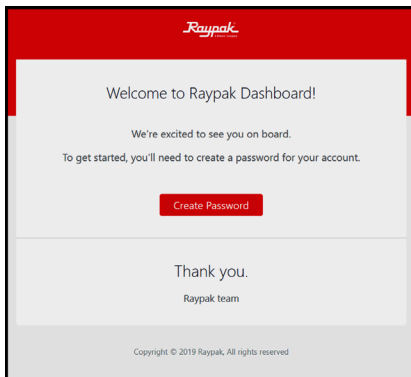 Raypak
Welcome to Raypak Dashboard!
We're excited to see you on board.
To get started, you'll need to create a password for your account.
Create Password
Thank you.
Raypak team
Copyright © 2019 Raypak, All rights reserved